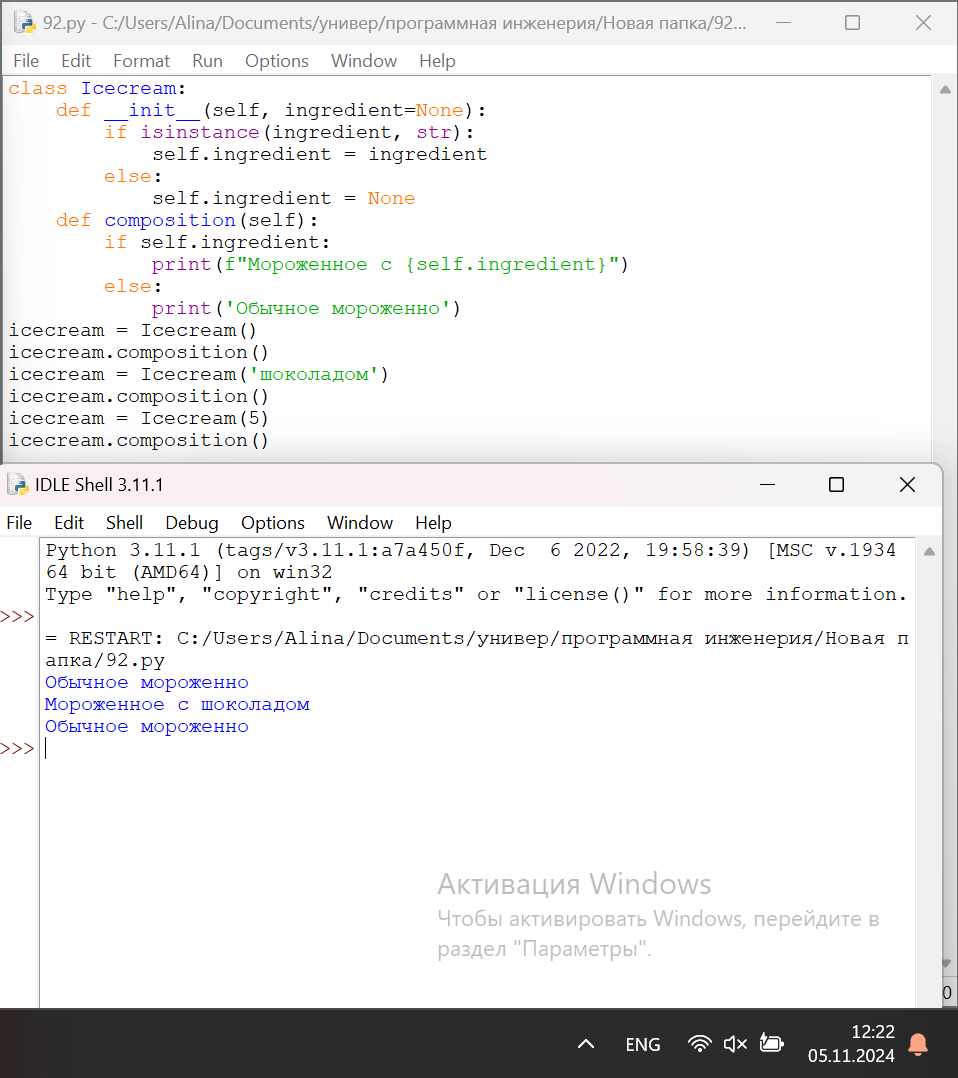 92.py - C:/Users/Alina/Documents/универ/программная инженерия/Новая папка/92...
File Edit Format Run Options Window Help
class Icecream:
    def __init__(self, ingredient=None):
        if isinstance(ingredient, str):
            self.ingredient = ingredient
        else:
            self.ingredient = None
    def composition(self):
        if self.ingredient:
            print(f"Мороженное с {self.ingredient}")
        else:
            print('Обычное мороженно')
icecream = Icecream()
icecream.composition()
icecream = Icecream('шоколадом')
icecream.composition()
icecream = Icecream(5)
icecream.composition()
IDLE Shell 3.11.1
File Edit Shell Debug Options Window Help
Python 3.11.1 (tags/v3.11.1:a7a450f, Dec  6 2022, 19:58:39) [MSC v.1934
64 bit (AMD64)] on win32
Type "help", "copyright", "credits" or "license()" for more information.
>>>
= RESTART: C:/Users/Alina/Documents/универ/программная инженерия/Новая п
апка/92.py
Обычное мороженно
Мороженное с шоколадом
Обычное мороженно
>>>
Активация Windows
Чтобы активировать Windows, перейдите в
раздел "Параметры".
0
ENG
12:22
05.11.2024